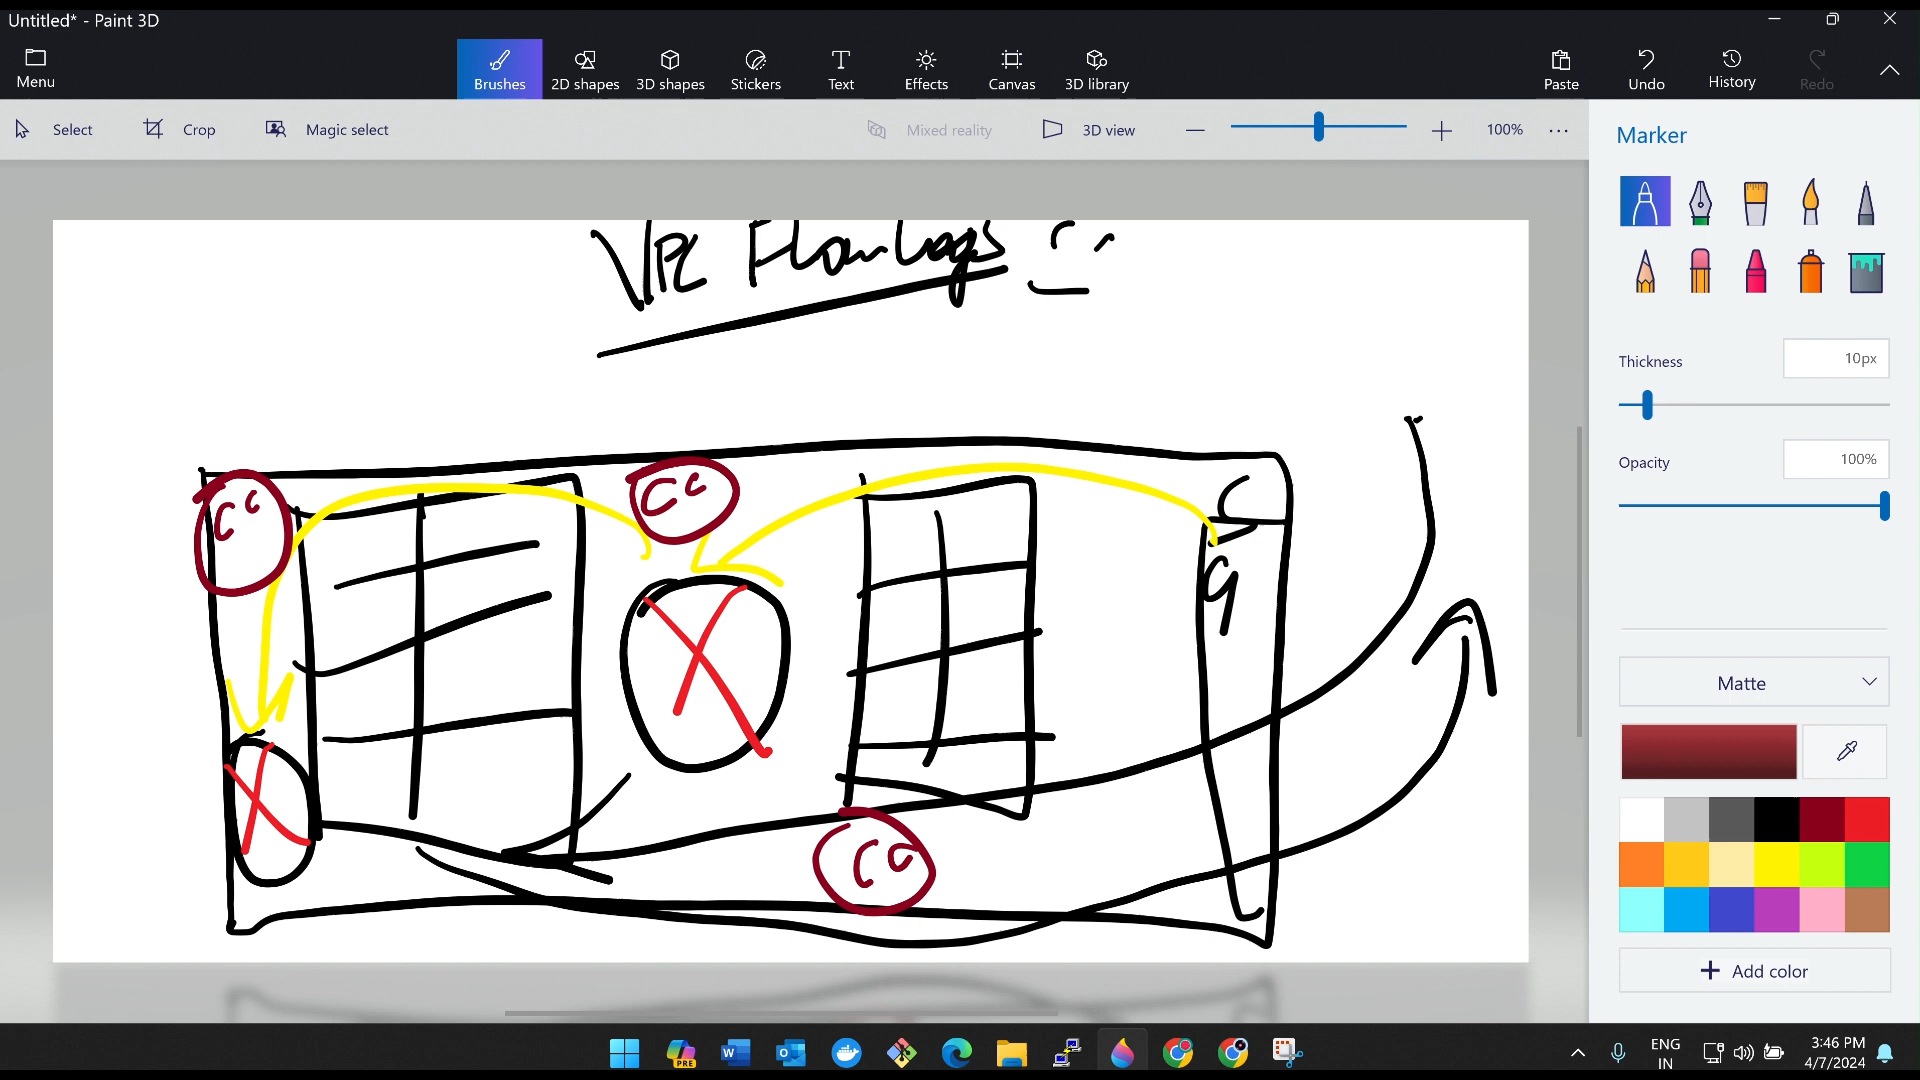 Untitled* - Paint 3D
Menu
Brushes
2D shapes
3D shapes
Stickers
Text
Effects
Canvas
3D library
Paste
Undo
History
Redo
Select
Crop
Magic select
Mixed reality
3D view
100%
Marker
VPC Flow Logs :-
Thickness
10px
Opacity
100%
CC
CC
CC
Matte
Add color
PRE
ENG
IN
3:46 PM
4/7/2024